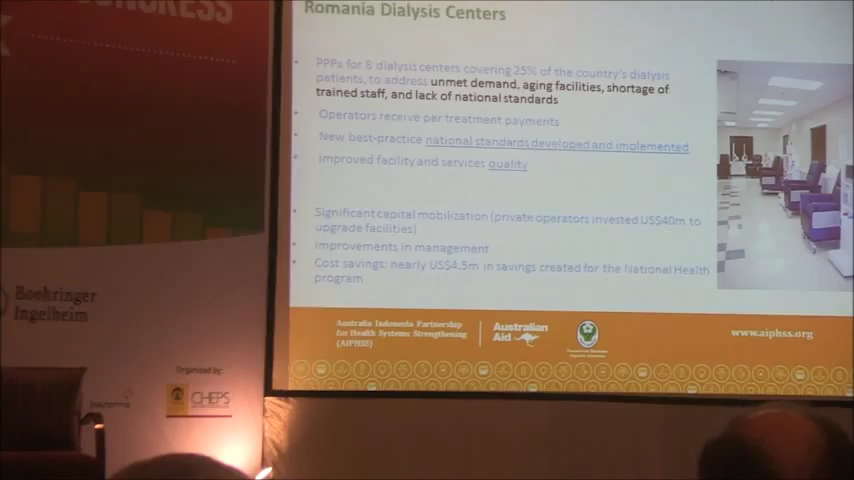 CONGRESS
Romania Dialysis Centers
PPPs for 8 dialysis centers covering 25% of the country's dialysis
patients, to address unmet demand, aging facilities, shortage of
trained staff, and lack of national standards
Operators receive per treatment payments
New best-practice national standards developed and implemented
Improved facility and services quality
Significant capital mobilization (private operators invested US$40m to
upgrade facilities)
Improvements in management
Cost savings: nearly US$4.5m in savings created for the National Health
program
Boehringer
Ingelheim
Organized by:
CHEPS
Australia Indonesia Partnership
for Health Systems Strengthening
(AIPHSS)
Australian
Aid
www.aiphss.org